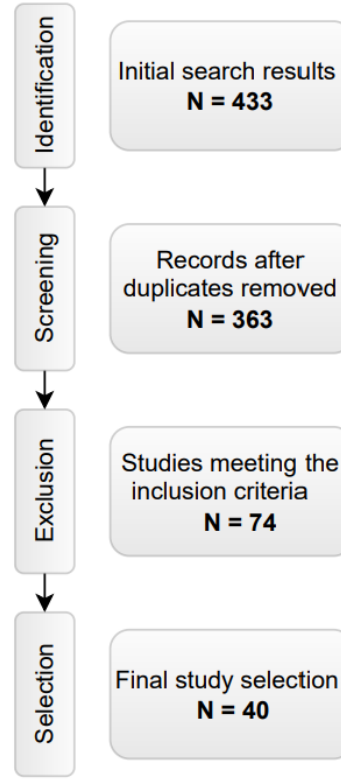 Identification
Initial search results
N = 433
Screening
Records after
duplicates removed
N = 363
Exclusion
Studies meeting the
inclusion criteria
N = 74
Selection
Final study selection
N = 40